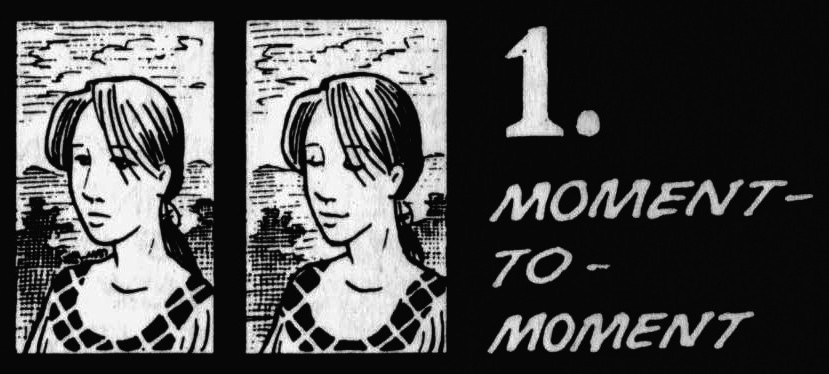 1.
MOMENT-
TO-
MOMENT